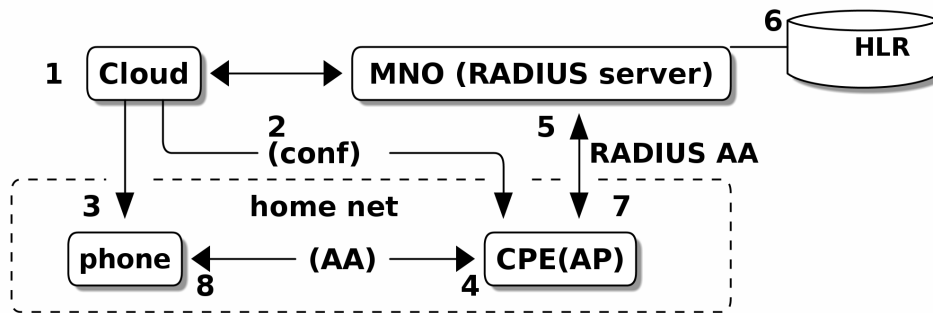 6
HLR
1
Cloud
MNO (RADIUS server)
2
(conf)
5
RADIUS AA
3
home net
7
phone
(AA)
CPE(AP)
8
4